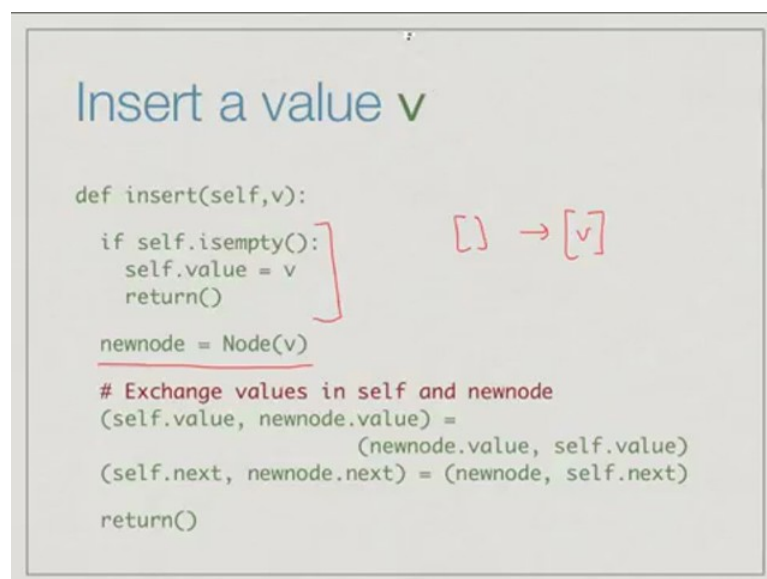 Insert a value v
def insert(self,v):
if self.isempty():
self.value = v
return()
[] → [v]
newnode = Node(v)
# Exchange values in self and newnode
(self.value, newnode.value) =
(newnode.value, self.value)
(self.next, newnode.next) = (newnode, self.next)
return()